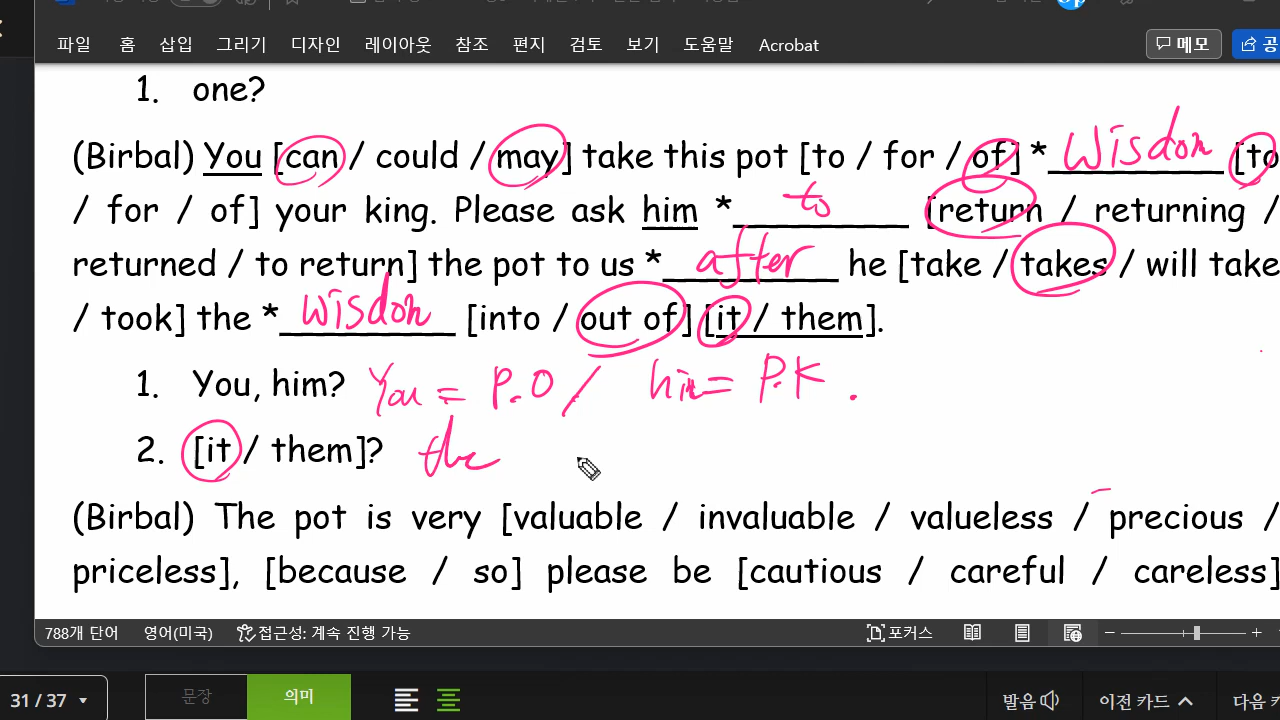 파일 홈 삽입 그리기 디자인 레이아웃 참조 편지 검토 보기 도움말 Acrobat 메모
1. one?
(Birbal) You [can / could / may] take this pot [to / for / of] * Wisdom [to
/ for / of] your king. Please ask him * to [return / returning /
returned / to return] the pot to us * after he [take / takes / will take
/ took] the * Wisdom [into / out of] [it / them].
1. You, him? You = P.O / him = P.K.
2. [it / them]? the
(Birbal) The pot is very [valuable / invaluable / valueless / precious /
priceless], [because / so] please be [cautious / careful / careless]
788개 단어 영어(미국) 접근성: 계속 진행 가능 포커스
31 / 37 문장 의미 발음 이전 카드 다음